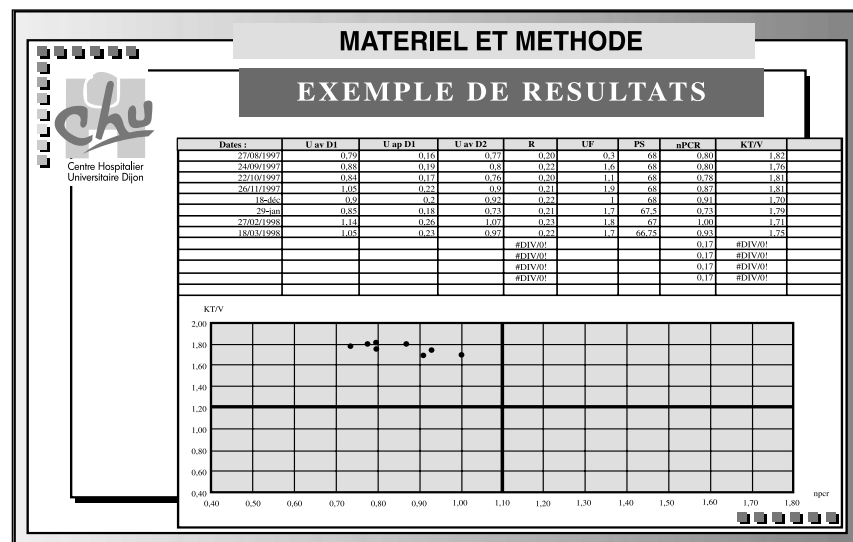 MATERIEL ET METHODE
EXEMPLE DE RESULTATS
chu
Centre Hospitalier
Universitaire Dijon
Dates : U av D1 U ap D1 U av D2 R UF PS nPCR KT/V
27/08/1997 0,79 0,16 0,77 0,20 0,3 68 0,80 1,82
24/09/1997 0,88 0,19 0,8 0,22 1,6 68 0,80 1,76
22/10/1997 0,84 0,17 0,76 0,20 1,1 68 0,78 1,81
26/11/1997 1,05 0,22 0,9 0,21 1,9 68 0,87 1,81
18-déc 0,9 0,2 0,92 0,22 1 68 0,91 1,70
29-jan 0,85 0,18 0,73 0,21 1,7 67,5 0,73 1,79
27/02/1998 1,14 0,26 1,07 0,23 1,8 67 1,00 1,71
18/03/1998 1,05 0,23 0,97 0,22 1,7 66,75 0,93 1,75
#DIV/0! 0,17 #DIV/0!
#DIV/0! 0,17 #DIV/0!
#DIV/0! 0,17 #DIV/0!
#DIV/0! 0,17 #DIV/0!
KT/V
2,00
1,80
1,60
1,40
1,20
1,00
0,80
0,60
0,40
0,40 0,50 0,60 0,70 0,80 0,90 1,00 1,10 1,20 1,30 1,40 1,50 1,60 1,70 1,80 npcr